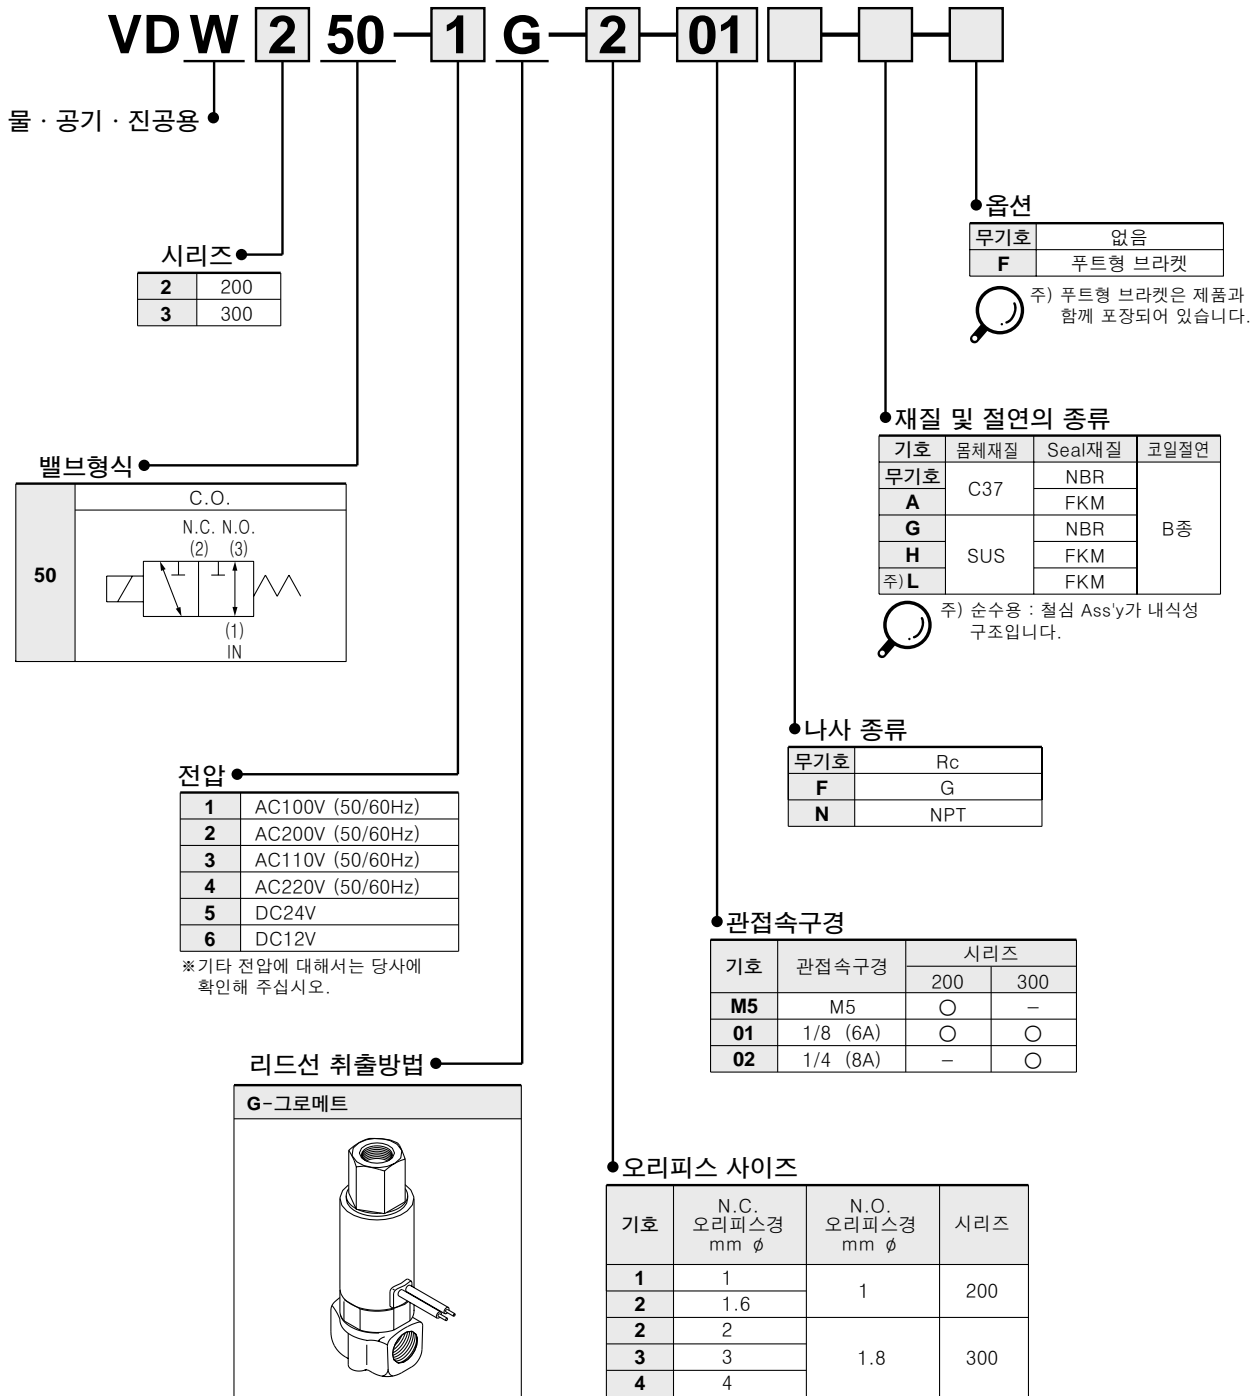 VDW250-1G-2-01
물 · 공기 · 진공용
옵션
무기호 없음
F 푸트형 브라켓
주) 푸트형 브라켓은 제품과
함께 포장되어 있습니다.
시리즈
2 200
3 300
재질 및 절연의 종류
기호 몸체재질 Seal재질 코일절연
무기호 C37 NBR B종
A FKM
G SUS NBR
H FKM
주) L FKM
주) 순수용 : 철심 Ass'y가 내식성
구조입니다.
밸브형식
50
C.O.
N.C. N.O.
(2) (3)
(1)
IN
나사 종류
무기호 Rc
F G
N NPT
전압
1 AC100V (50/60Hz)
2 AC200V (50/60Hz)
3 AC110V (50/60Hz)
4 AC220V (50/60Hz)
5 DC24V
6 DC12V
※기타 전압에 대해서는 당사에
확인해 주십시오.
관접속구경
기호 관접속구경 시리즈
200 300
M5 M5 ○ −
01 1/8 (6A) ○ ○
02 1/4 (8A) − ○
리드선 취출방법
G-그로메트
오리피스 사이즈
기호 N.C. 오리피스경 mm ø N.O. 오리피스경 mm ø 시리즈
1 1 1 200
2 1.6
2 2 1.8 300
3 3
4 4